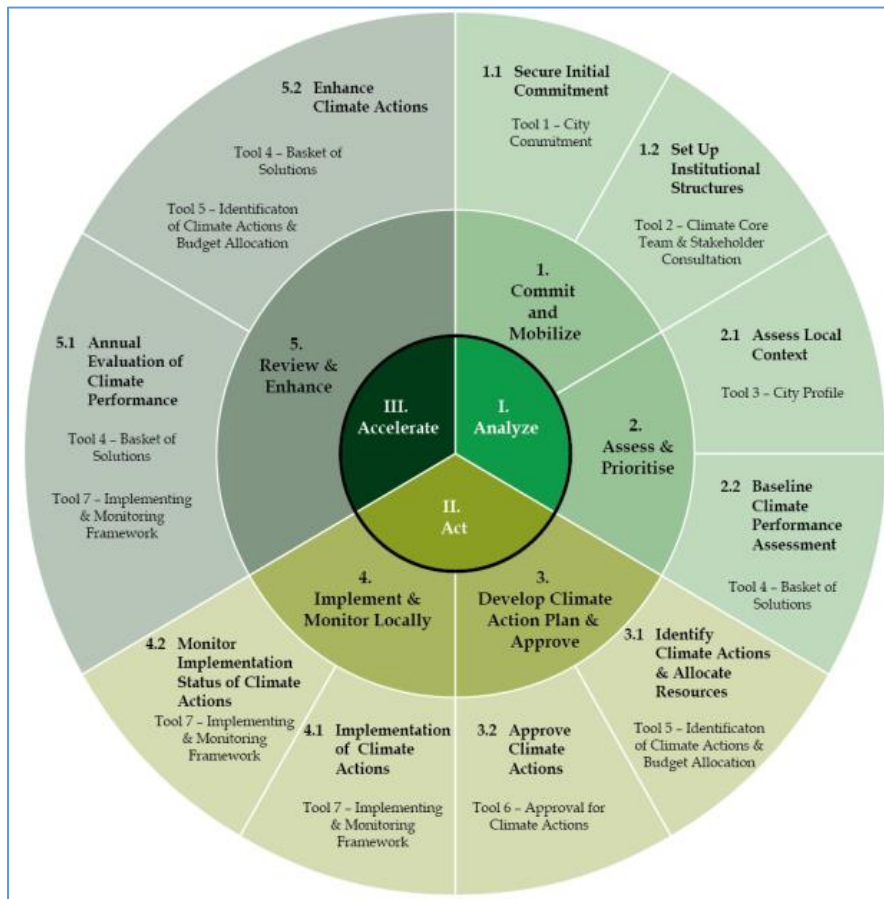 I.
Analyze
II.
Act
III.
Accelerate
1.
Commit
and
Mobilize
2.
Assess &
Prioritise
3.
Develop Climate
Action Plan &
Approve
4.
Implement &
Monitor Locally
5.
Review &
Enhance
1.1 Secure Initial
Commitment
Tool 1 – City
Commitment
1.2 Set Up
Institutional
Structures
Tool 2 – Climate Core
Team & Stakeholder
Consultation
2.1 Assess Local
Context
Tool 3 – City Profile
2.2 Baseline
Climate
Performance
Assessment
Tool 4 – Basket of
Solutions
3.1 Identify
Climate Actions
& Allocate
Resources
Tool 5 – Identificaton
of Climate Actions &
Budget Allocation
3.2 Approve
Climate
Actions
Tool 6 – Approval for
Climate Actions
4.1 Implementation
of Climate
Actions
Tool 7 – Implementing
& Monitoring
Framework
4.2 Monitor
Implementation
Status of Climate
Actions
Tool 7 – Implementing
& Monitoring
Framework
5.1 Annual
Evaluation of
Climate
Performance
Tool 4 – Basket of
Solutions
Tool 7 – Implementing
& Monitoring
Framework
5.2 Enhance
Climate Actions
Tool 4 – Basket of
Solutions
Tool 5 – Identificaton
of Climate Actions &
Budget Allocation